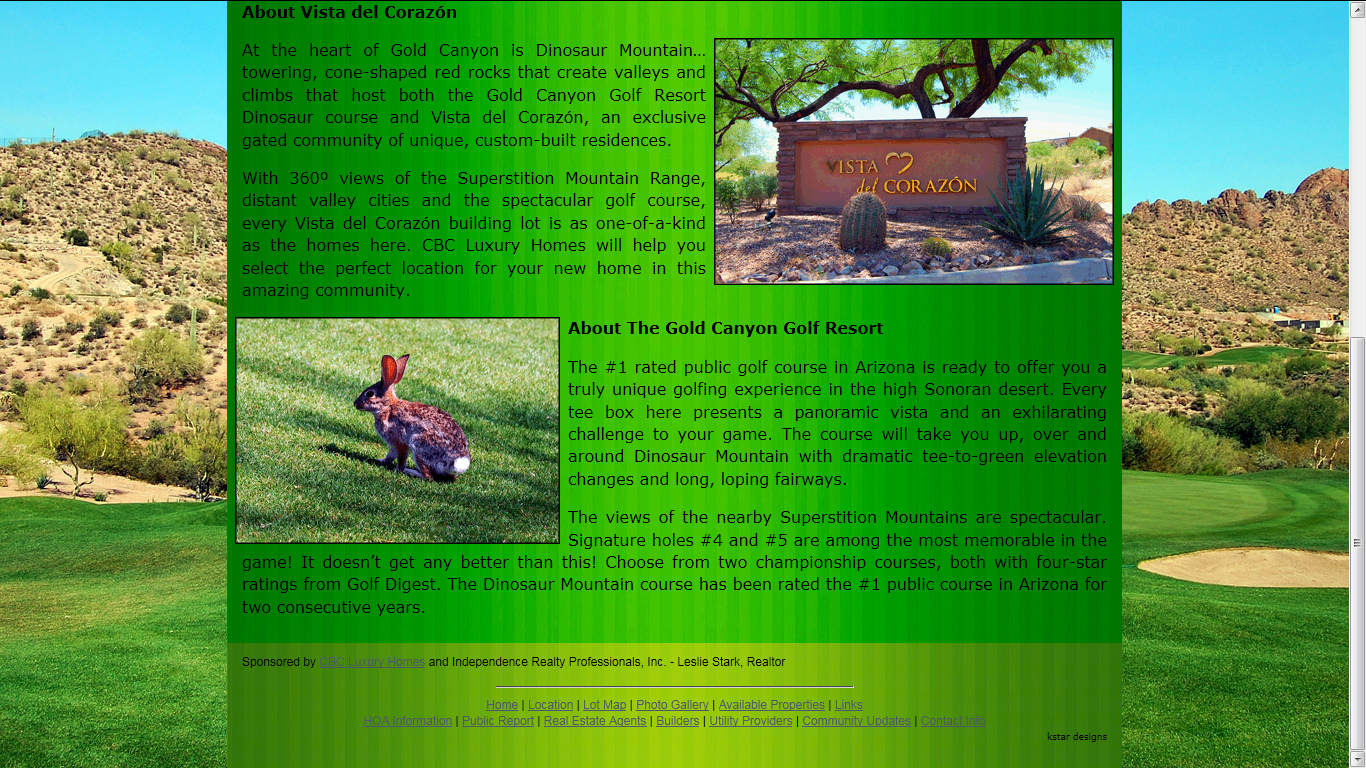 About Vista del Corazón
At the heart of Gold Canyon is Dinosaur Mountain…
towering, cone-shaped red rocks that create valleys and
climbs that host both the Gold Canyon Golf Resort
Dinosaur course and Vista del Corazón, an exclusive
gated community of unique, custom-built residences.
With 360º views of the Superstition Mountain Range,
distant valley cities and the spectacular golf course,
every Vista del Corazón building lot is as one-of-a-kind
as the homes here. CBC Luxury Homes will help you
select the perfect location for your new home in this
amazing community.
VISTA
del CORAZÓN
About The Gold Canyon Golf Resort
The #1 rated public golf course in Arizona is ready to offer you a
truly unique golfing experience in the high Sonoran desert. Every
tee box here presents a panoramic vista and an exhilarating
challenge to your game. The course will take you up, over and
around Dinosaur Mountain with dramatic tee-to-green elevation
changes and long, loping fairways.
The views of the nearby Superstition Mountains are spectacular.
Signature holes #4 and #5 are among the most memorable in the
game! It doesn’t get any better than this! Choose from two championship courses, both with four-star
ratings from Golf Digest. The Dinosaur Mountain course has been rated the #1 public course in Arizona for
two consecutive years.
Sponsored by CBC Luxury Homes and Independence Realty Professionals, Inc. - Leslie Stark, Realtor
Home | Location | Lot Map | Photo Gallery | Available Properties | Links
HOA Information | Public Report | Real Estate Agents | Builders | Utility Providers | Community Updates | Contact Info
kstar designs